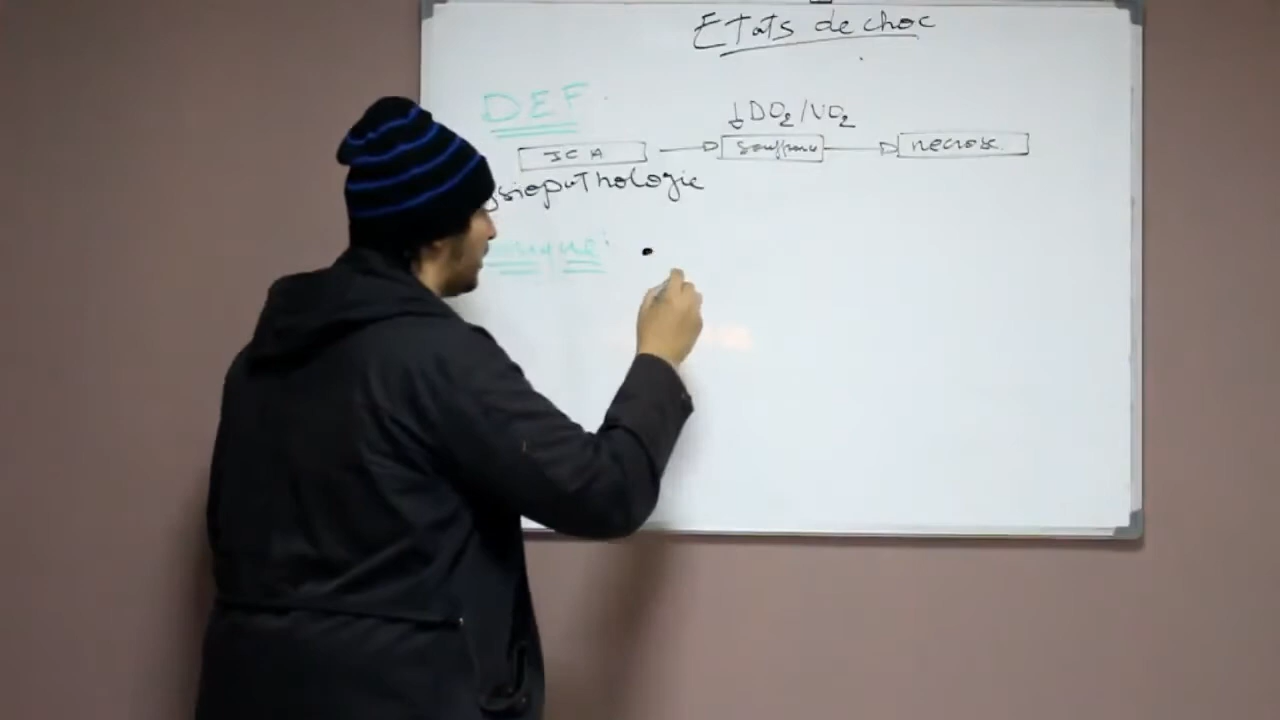 Etats de choc
DEF:
↓DO₂/VO₂
ICA → Souffrance → necrose
siopathologie